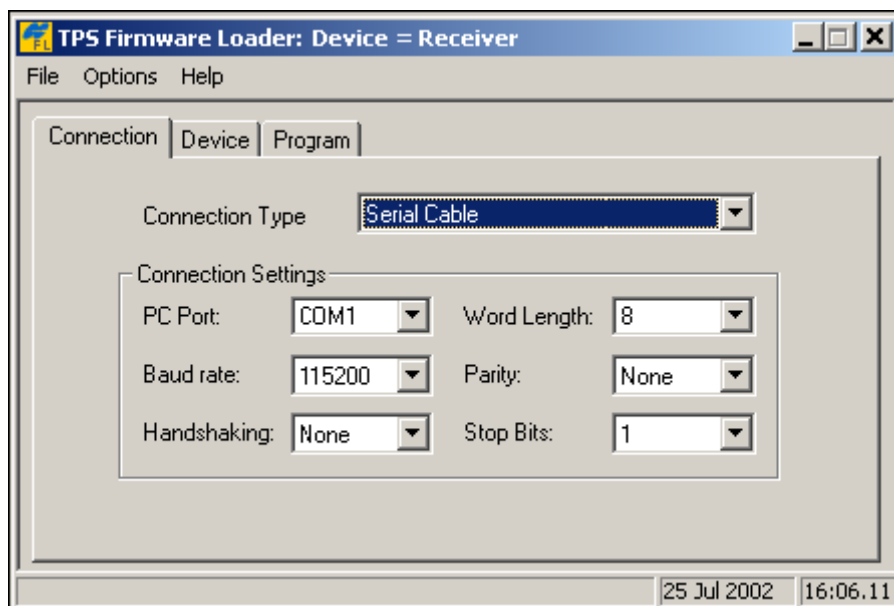 FL TPS Firmware Loader: Device = Receiver
File Options Help
Connection Device Program
Connection Type Serial Cable
Connection Settings
PC Port: COM1 Word Length: 8
Baud rate: 115200 Parity: None
Handshaking: None Stop Bits: 1
25 Jul 2002 16:06.11